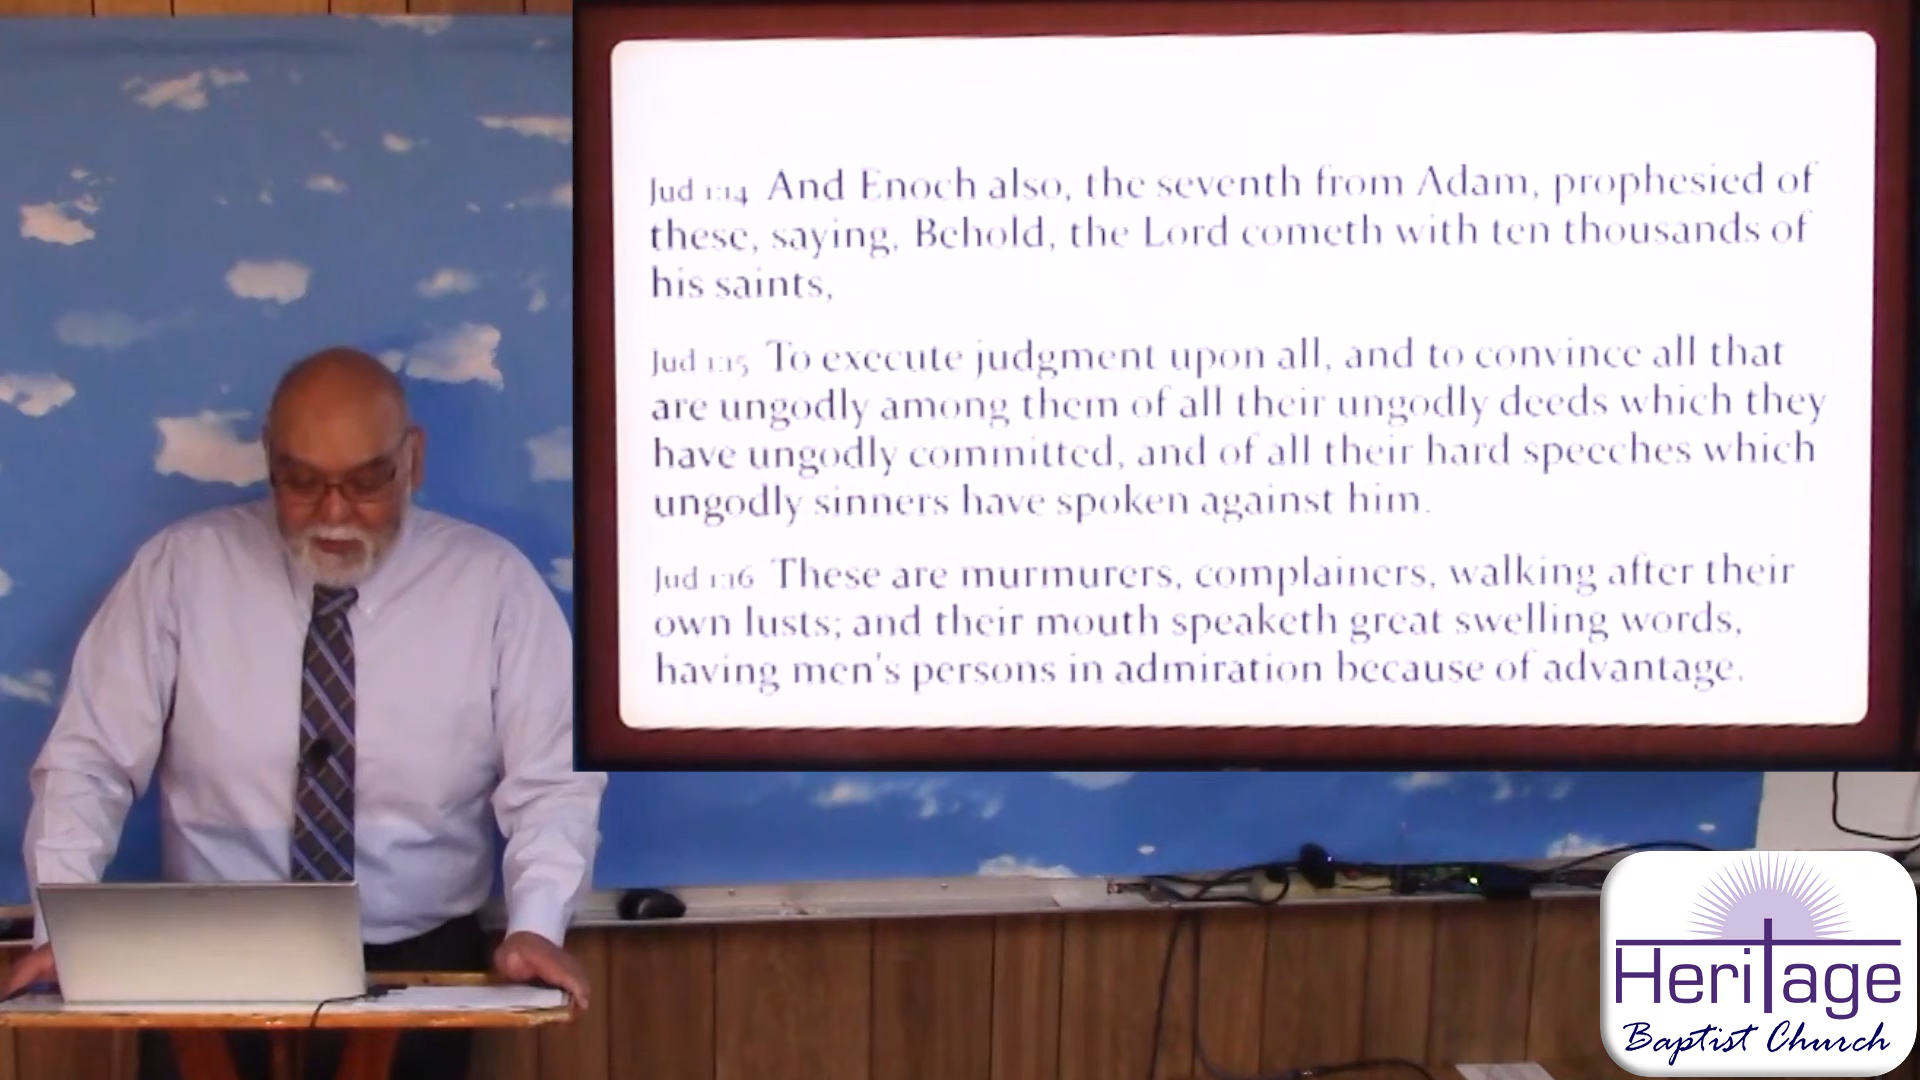 Jud 1:14 And Enoch also, the seventh from Adam, prophesied of
these, saying, Behold, the Lord cometh with ten thousands of
his saints,
Jud 1:15 To execute judgment upon all, and to convince all that
are ungodly among them of all their ungodly deeds which they
have ungodly committed, and of all their hard speeches which
ungodly sinners have spoken against him.
Jud 1:16 These are murmurers, complainers, walking after their
own lusts; and their mouth speaketh great swelling words,
having men's persons in admiration because of advantage.
Heritage
Baptist Church